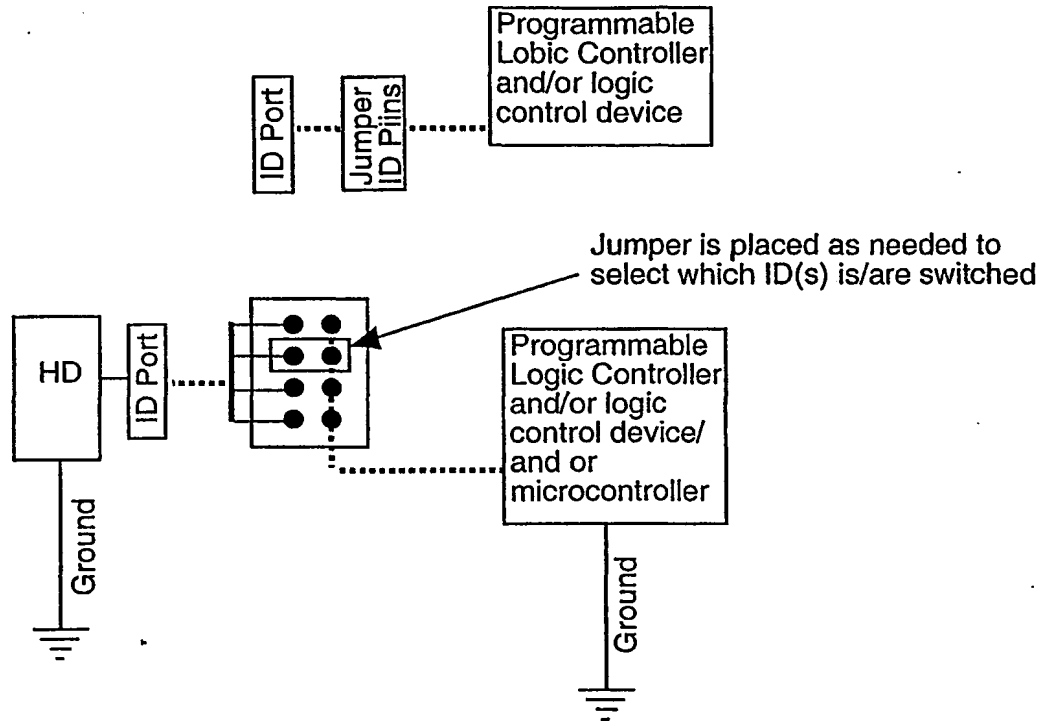 Programmable
Lobic Controller
and/or logic
control device
ID Port
Jumper
ID Piins
Jumper is placed as needed to
select which ID(s) is/are switched
HD
ID Port
Programmable
Logic Controller
and/or logic
control device/
and or
microcontroller
Ground
Ground